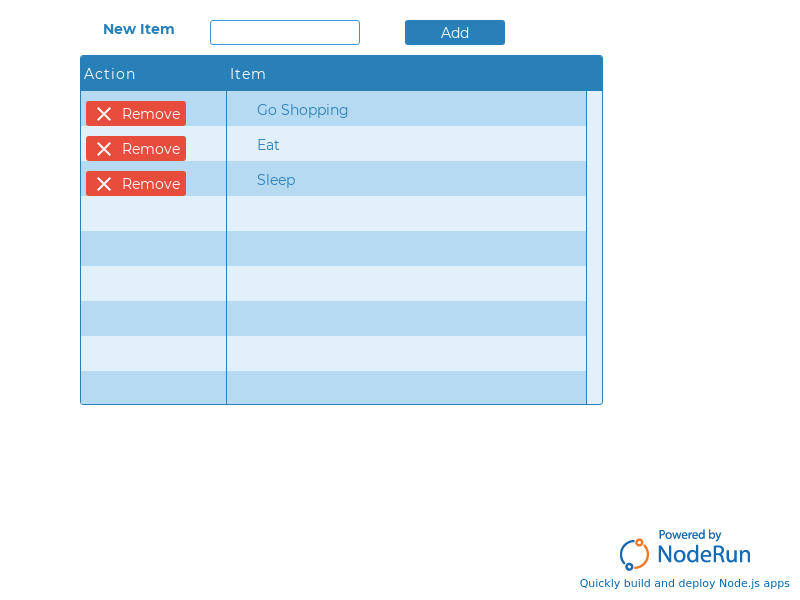 New Item
Add
Action Item
Remove Go Shopping
Remove Eat
Remove Sleep
Powered by
NodeRun
Quickly build and deploy Node.js apps